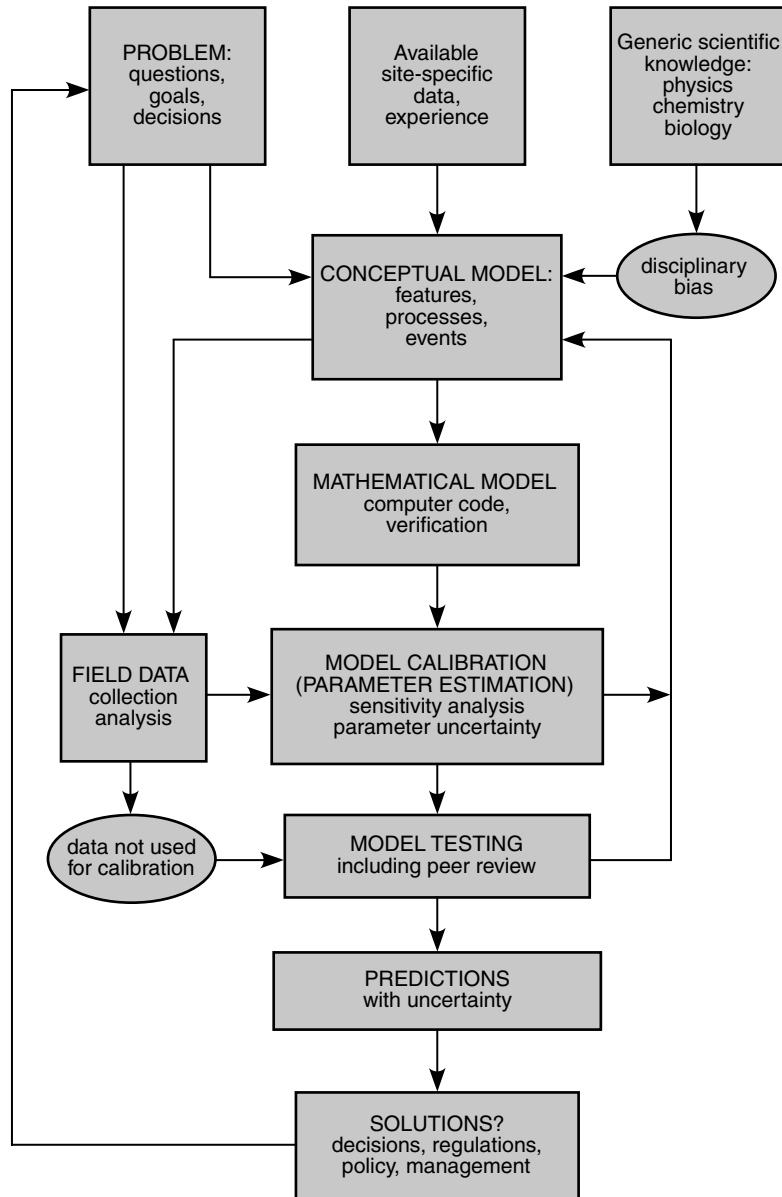 PROBLEM:
questions,
goals,
decisions
Available
site-specific
data,
experience
Generic scientific
knowledge:
physics
chemistry
biology
disciplinary
bias
CONCEPTUAL MODEL:
features,
processes,
events
MATHEMATICAL MODEL
computer code,
verification
FIELD DATA
collection
analysis
MODEL CALIBRATION
(PARAMETER ESTIMATION)
sensitivity analysis
parameter uncertainty
data not used
for calibration
MODEL TESTING
including peer review
PREDICTIONS
with uncertainty
SOLUTIONS?
decisions, regulations,
policy, management